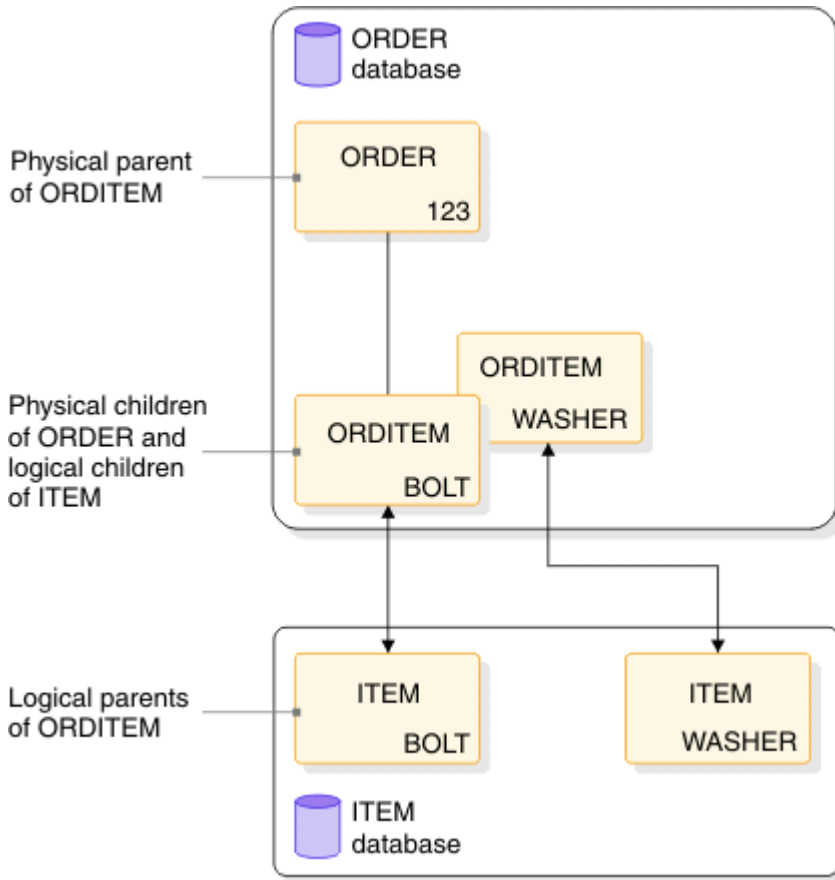 ORDER
database
Physical parent
of ORDITEM
ORDER
123
ORDITEM
WASHER
Physical children
of ORDER and
logical children
of ITEM
ORDITEM
BOLT
Logical parents
of ORDITEM
ITEM
BOLT
ITEM
WASHER
ITEM
database